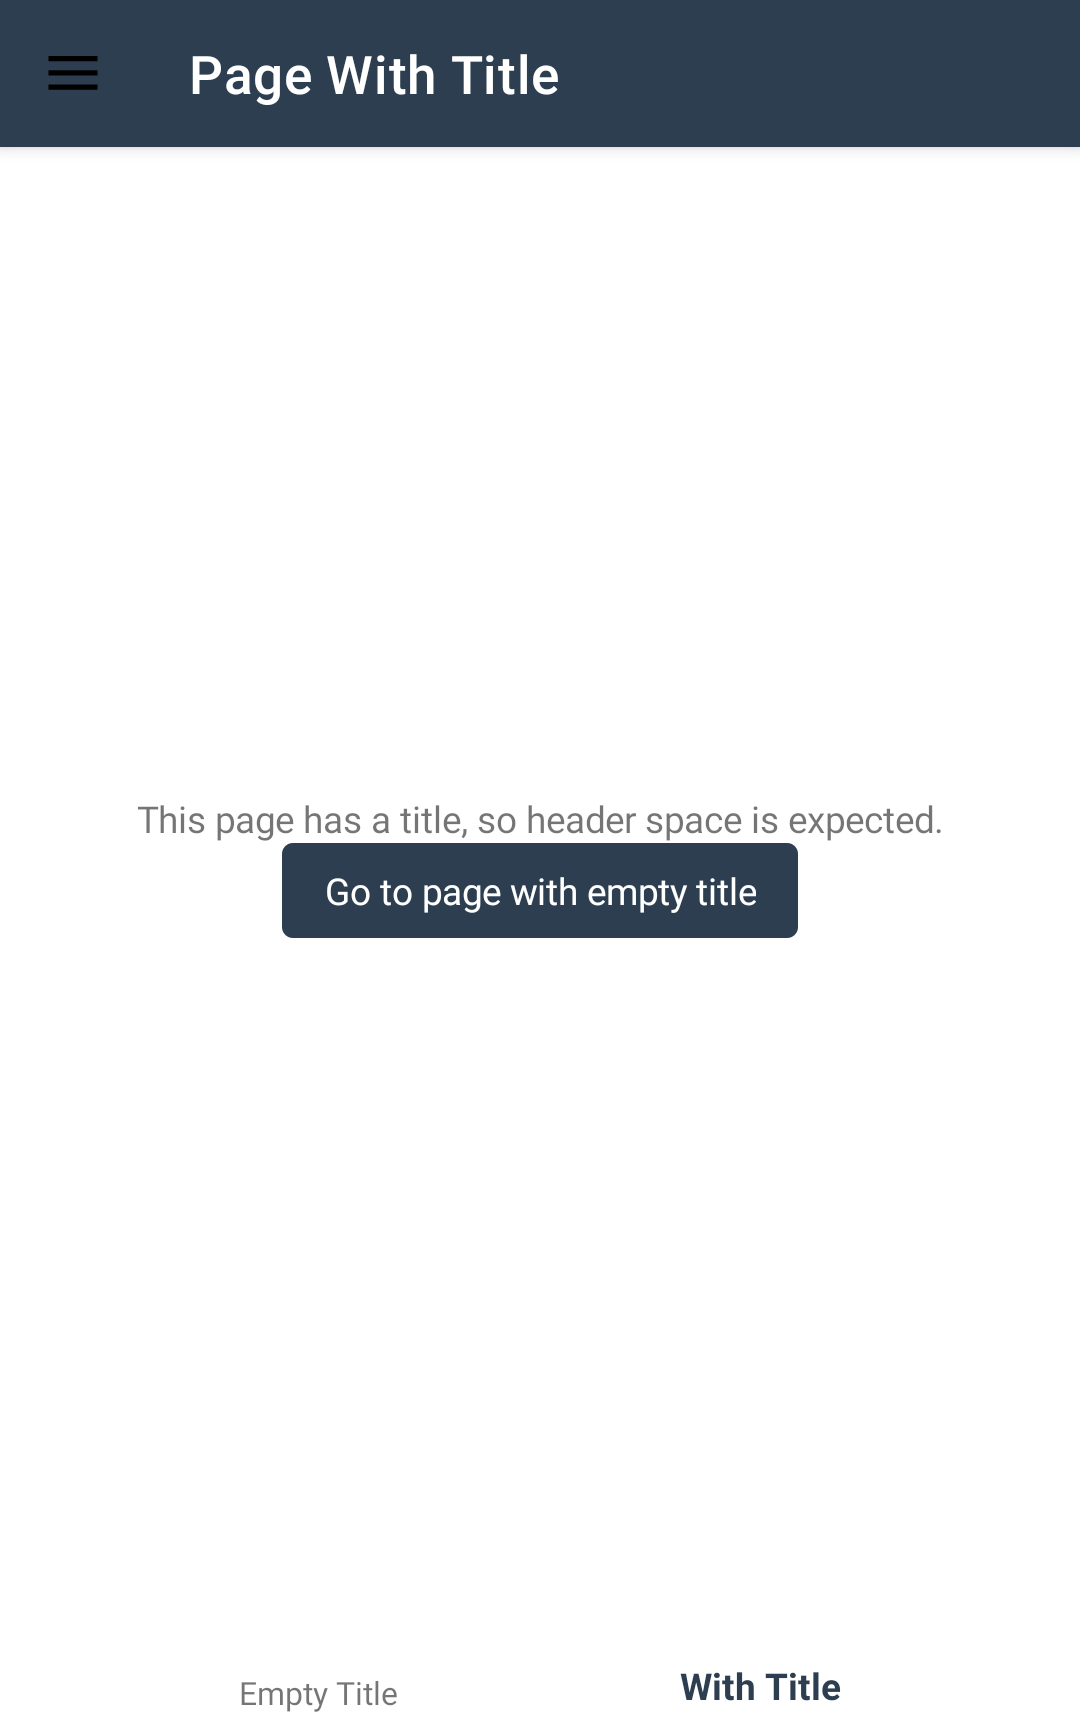 Page With Title
This page has a title, so header space is expected.
Go to page with empty title
Empty Title
With Title